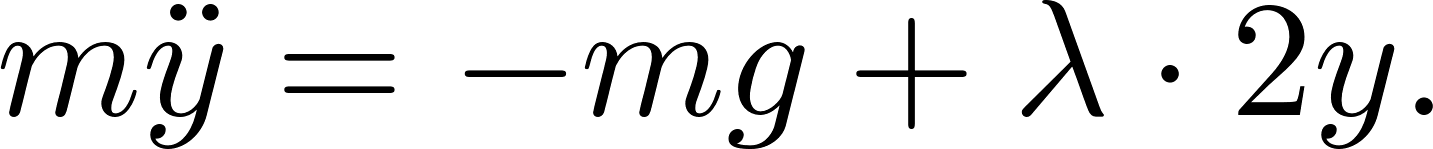 mÿ = −mg + λ · 2y.